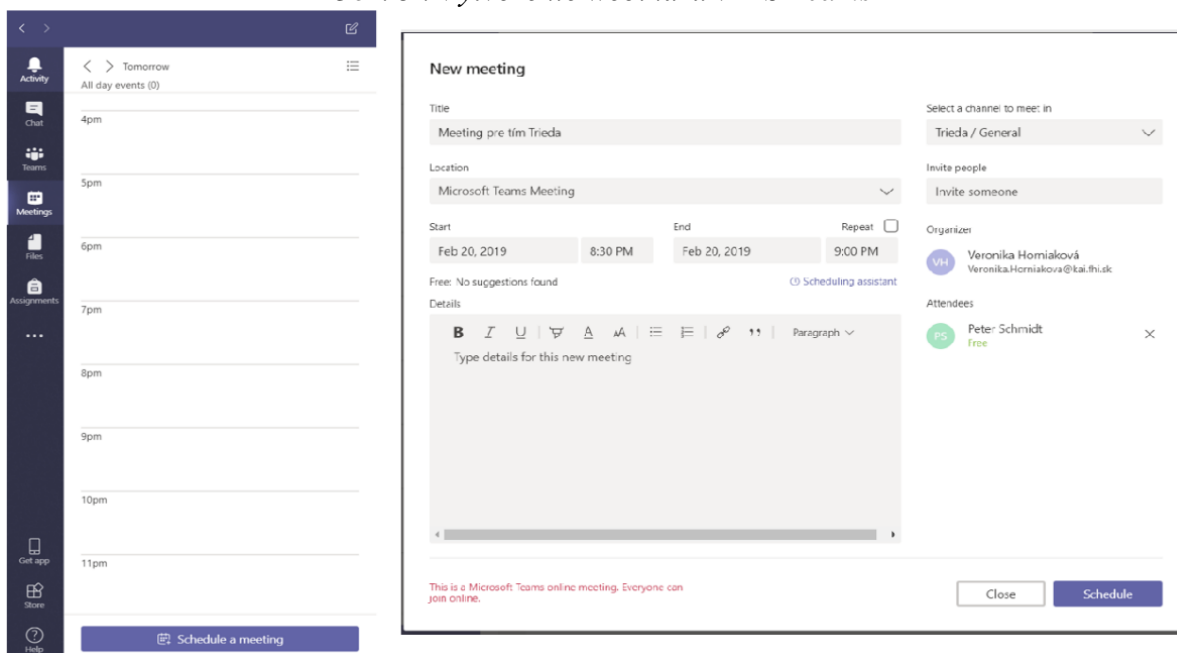 Activity
Chat
Teams
Meetings
Files
Assignments
Get app
Store
Help
Tomorrow
All day events (0)
4pm
5pm
6pm
7pm
8pm
9pm
10pm
11pm
Schedule a meeting
New meeting
Title
Meeting pre tím Trieda
Location
Microsoft Teams Meeting
Start
End
Repeat
Feb 20, 2019
8:30 PM
Feb 20, 2019
9:00 PM
Free: No suggestions found
Scheduling assistant
Details
B I U A AA Paragraph
Type details for this new meeting
Select a channel to meet in
Trieda / General
Invite people
Invite someone
Organizer
VH
Veronika Horniaková
Veronika.Horniakova@kai.fhi.sk
Attendees
PS
Peter Schmidt
Free
This is a Microsoft Teams online meeting. Everyone can
join online.
Close
Schedule